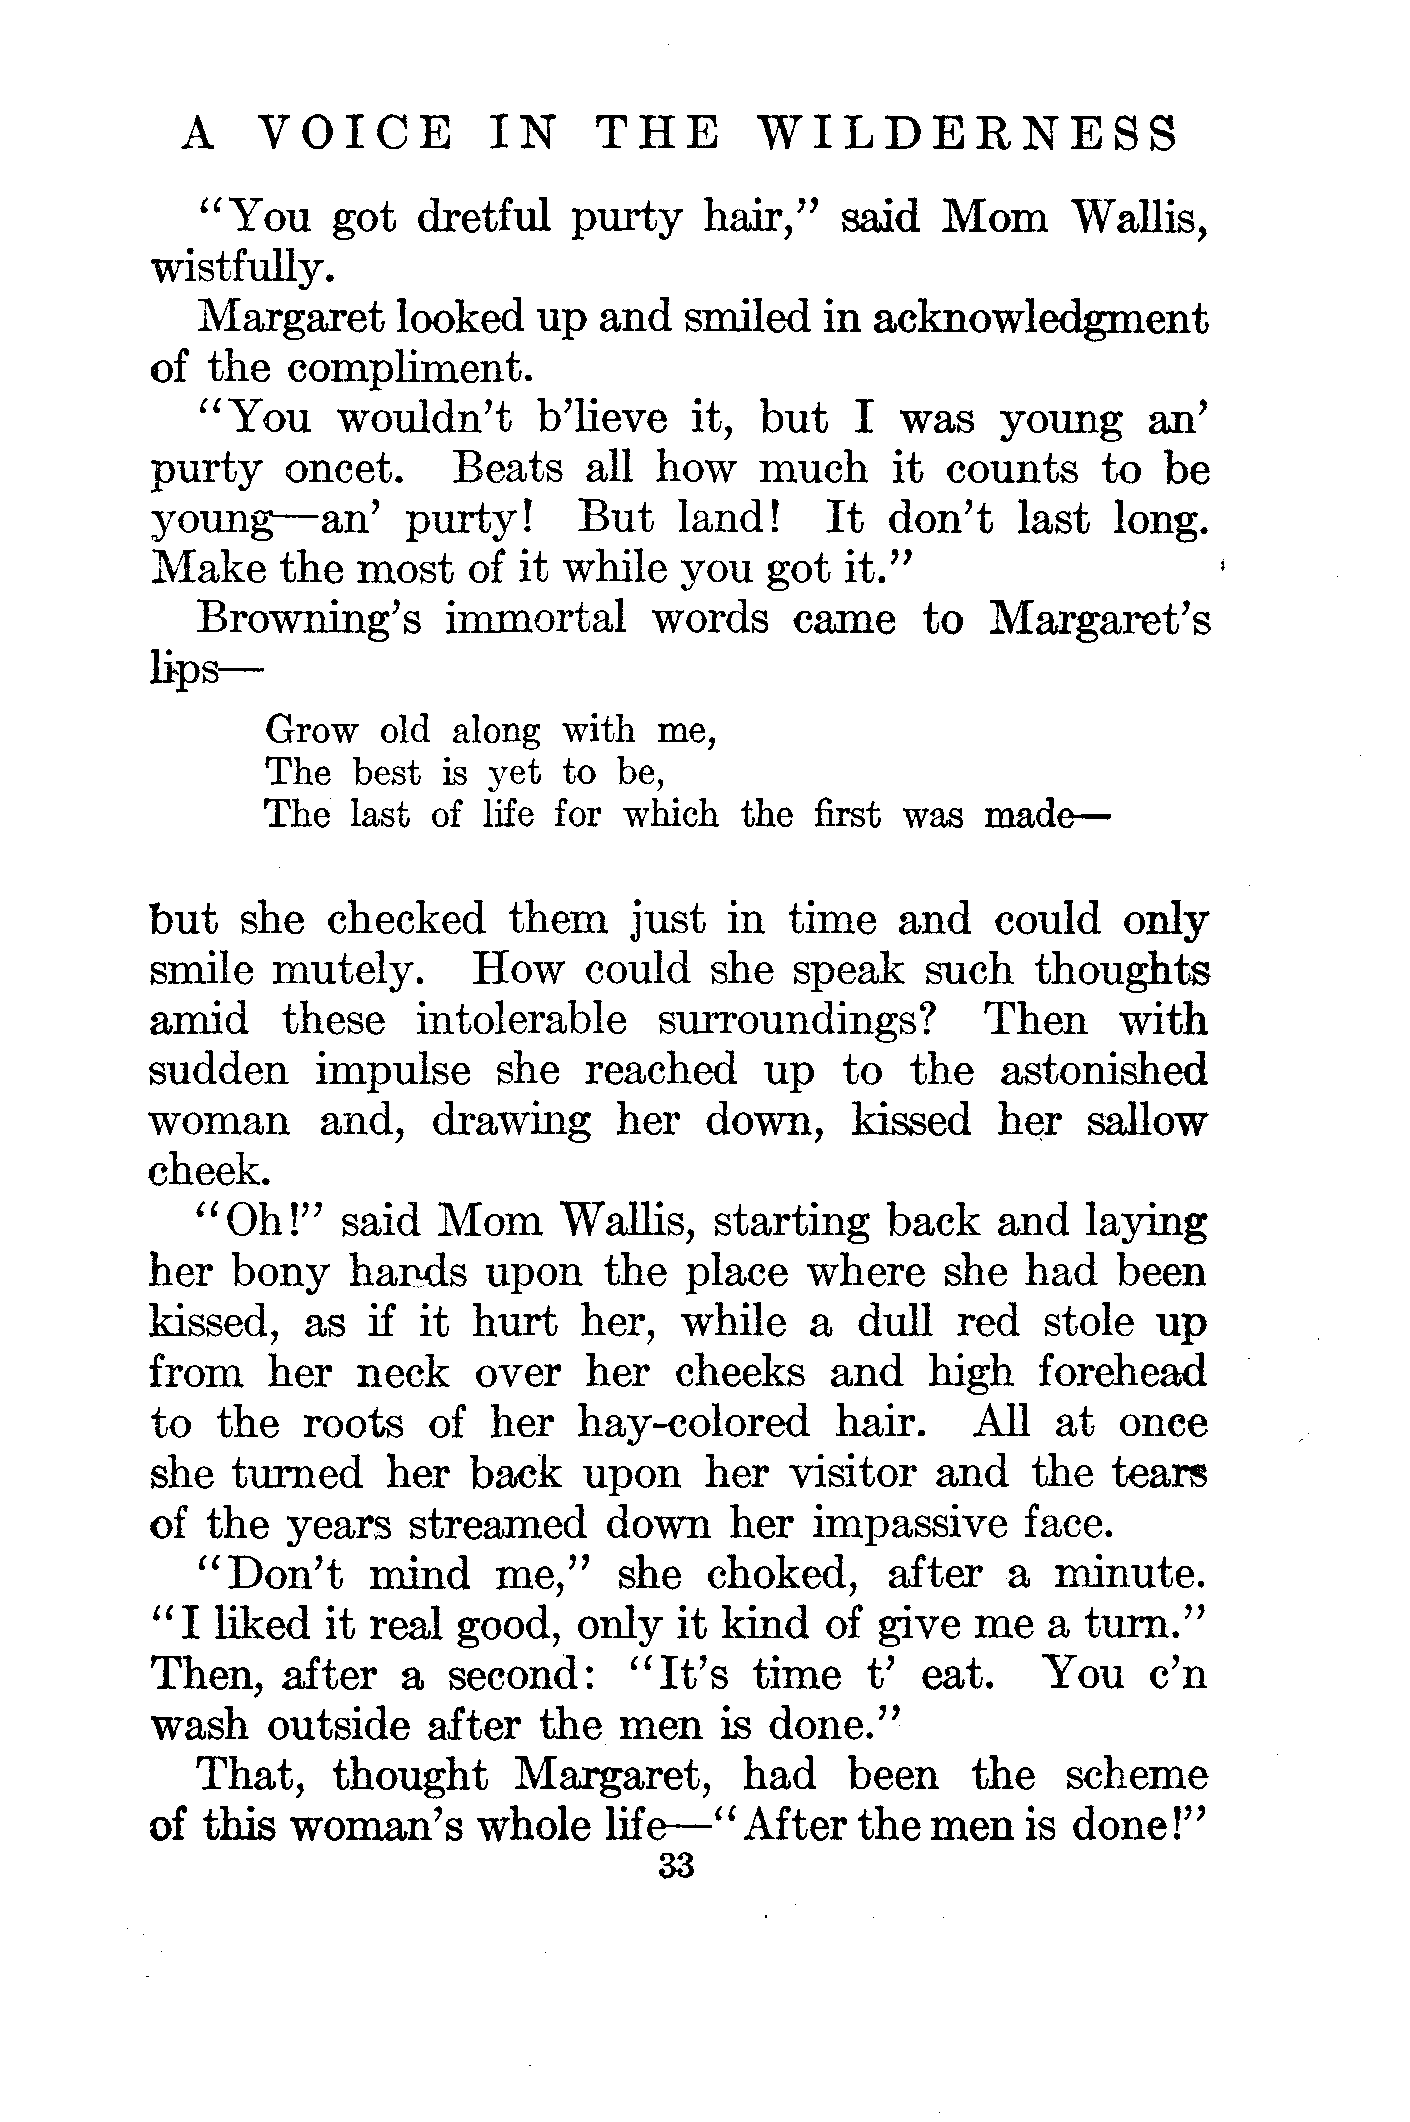 A VOICE IN THE WILDERNESS
"You got dretful purty hair," said Mom Wallis,
wistfully.
Margaret looked up and smiled in acknowledgment
of the compliment.
"You wouldn't b'lieve it, but I was young an'
purty oncet. Beats all how much it counts to be
young—an' purty! But land! It don't last long.
Make the most of it while you got it."
Browning's immortal words came to Margaret's
lips—
Grow old along with me,
The best is yet to be,
The last of life for which the first was made—
but she checked them just in time and could only
smile mutely. How could she speak such thoughts
amid these intolerable surroundings? Then with
sudden impulse she reached up to the astonished
woman and, drawing her down, kissed her sallow
cheek.
"Oh!" said Mom Wallis, starting back and laying
her bony hands upon the place where she had been
kissed, as if it hurt her, while a dull red stole up
from her neck over her cheeks and high forehead
to the roots of her hay-colored hair. All at once
she turned her back upon her visitor and the tears
of the years streamed down her impassive face.
"Don't mind me," she choked, after a minute.
"I liked it real good, only it kind of give me a turn."
Then, after a second: "It's time t' eat. You c'n
wash outside after the men is done."
That, thought Margaret, had been the scheme
of this woman's whole life—"After the men is done!"
33